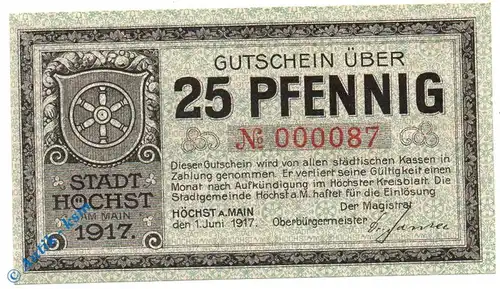 GUTSCHEIN ÜBER
25 PFENNIG
No 000087
Dieser Gutschein wird von allen städtischen Kassen in
Zahlung genommen. Er verliert seine Gültigkeit einen
Monat nach Aufkündigung im Höchster Kreisblatt. Die
Stadtgemeinde Höchst a.M. haftet für die Einlösung.
HÖCHST A. MAIN
den 1. Juni 1917.
Der Magistrat
Oberbürgermeister
STADT
HÖCHST
AM MAIN
1917.